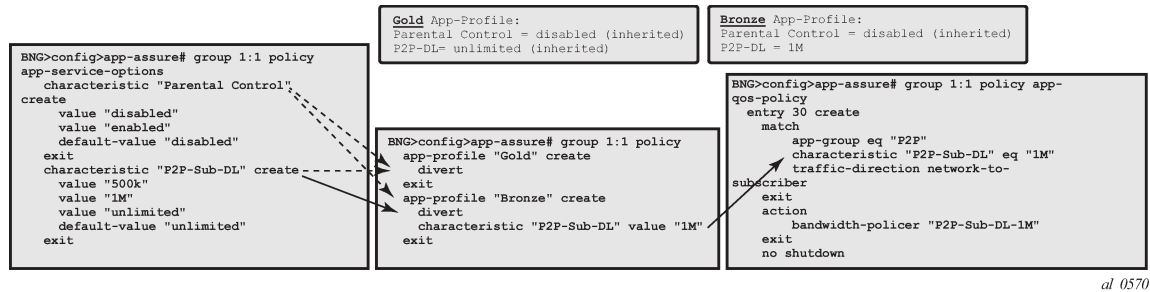 Gold App-Profile:
Parental Control = disabled (inherited)
P2P-DL= unlimited (inherited)
Bronze App-Profile:
Parental Control = disabled (inherited)
P2P-DL = 1M
BNG>config>app-assure# group 1:1 policy
app-service-options
characteristic "Parental Control"
create
value "disabled"
value "enabled"
default-value "disabled"
exit
characteristic "P2P-Sub-DL" create
value "500k"
value "1M"
value "unlimited"
default-value "unlimited"
exit
BNG>config>app-assure# group 1:1 policy
app-profile "Gold" create
divert
exit
app-profile "Bronze" create
divert
characteristic "P2P-Sub-DL" value "1M"
exit
BNG>config>app-assure# group 1:1 policy app-
qos-policy
entry 30 create
match
app-group eq "P2P"
characteristic "P2P-Sub-DL" eq "1M"
traffic-direction network-to-
subscriber
exit
action
bandwidth-policer "P2P-Sub-DL-1M"
exit
no shutdown
al_0570